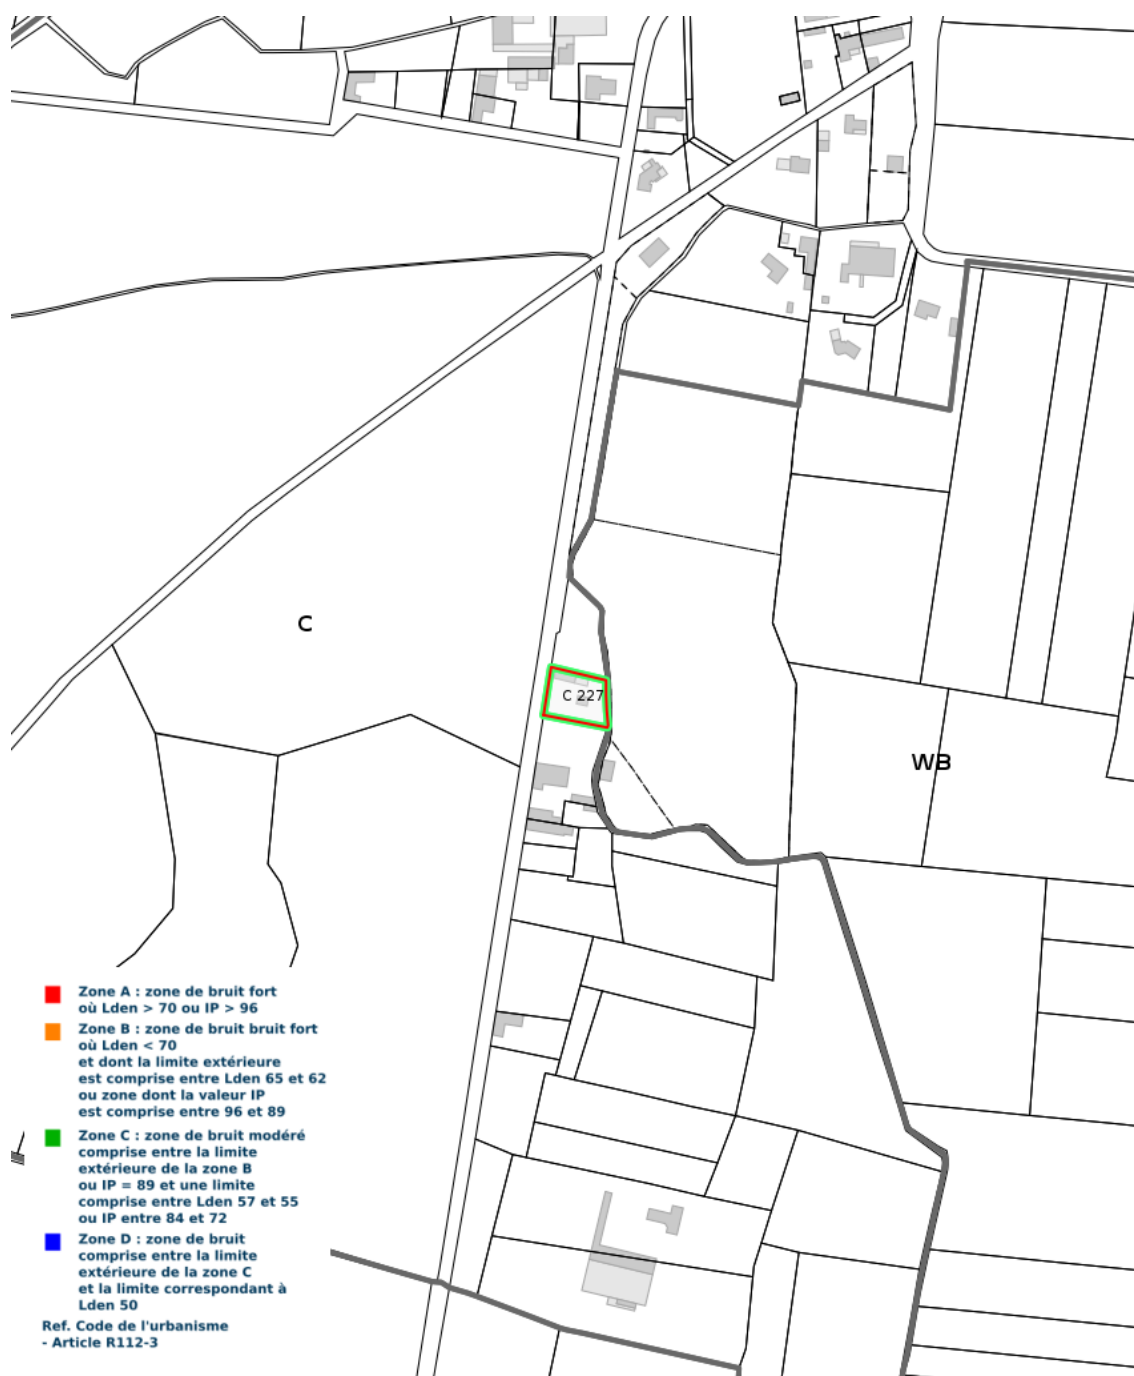 C
C 227
WB
Zone A : zone de bruit fort
où Lden > 70 ou IP > 96
Zone B : zone de bruit bruit fort
où Lden < 70
et dont la limite extérieure
est comprise entre Lden 65 et 62
ou zone dont la valeur IP
est comprise entre 96 et 89
Zone C : zone de bruit modéré
comprise entre la limite
extérieure de la zone B
ou IP = 89 et une limite
comprise entre Lden 57 et 55
ou IP entre 84 et 72
Zone D : zone de bruit
comprise entre la limite
extérieure de la zone C
et la limite correspondant à
Lden 50
Ref. Code de l'urbanisme
- Article R112-3